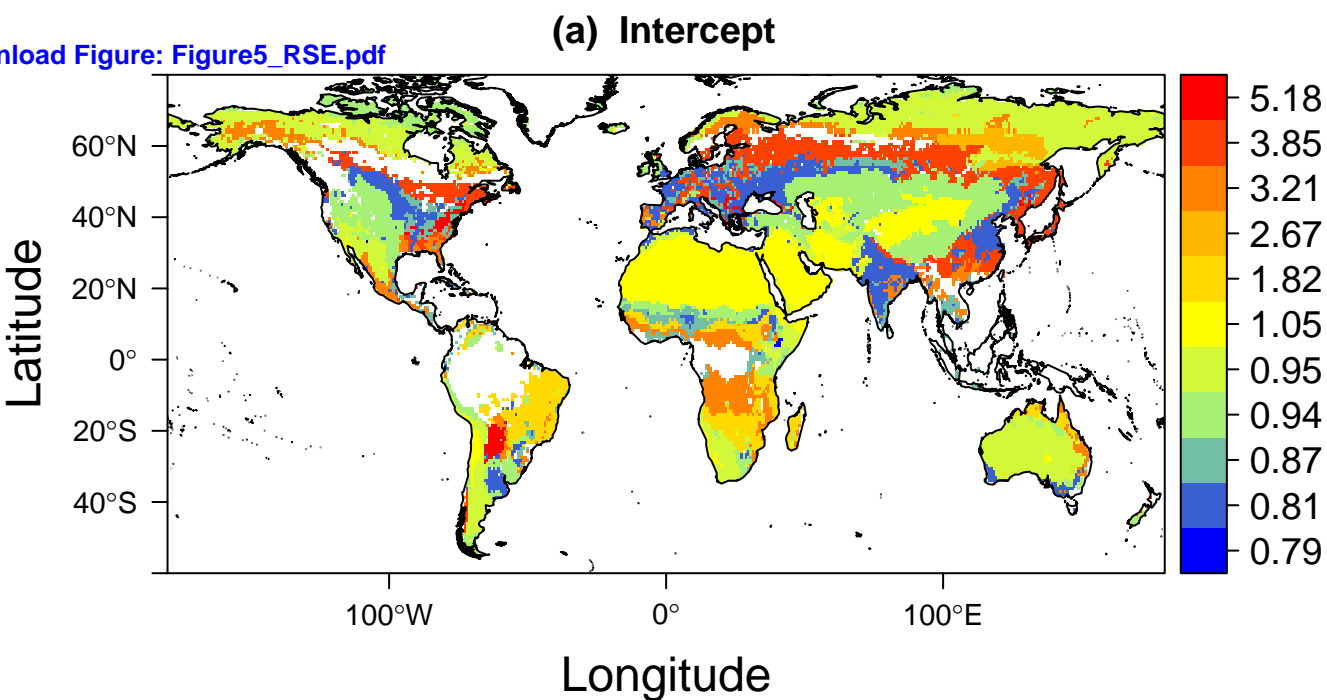 (a) Intercept
nload Figure: Figure5_RSE.pdf
Latitude
60°N
40°N
20°N
0°
20°S
40°S
100°W
0°
100°E
Longitude
5.18
3.85
3.21
2.67
1.82
1.05
0.95
0.94
0.87
0.81
0.79